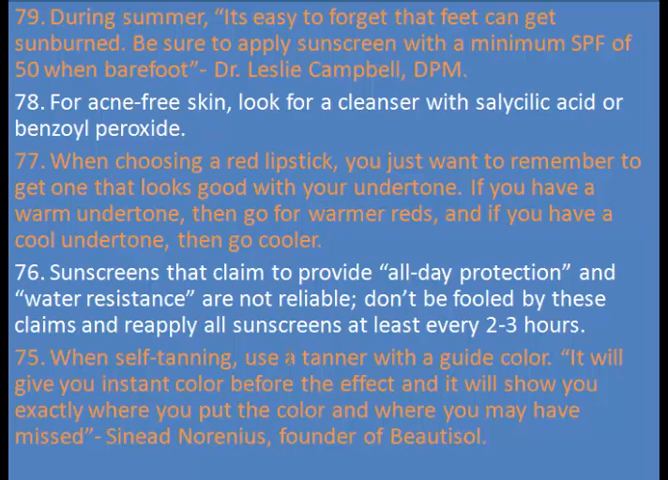 79. During summer, “Its easy to forget that feet can get
sunburned. Be sure to apply sunscreen with a minimum SPF of
50 when barefoot”- Dr. Leslie Campbell, DPM.
78. For acne-free skin, look for a cleanser with salycilic acid or
benzoyl peroxide.
77. When choosing a red lipstick, you just want to remember to
get one that looks good with your undertone. If you have a
warm undertone, then go for warmer reds, and if you have a
cool undertone, then go cooler.
76. Sunscreens that claim to provide “all-day protection” and
“water resistance” are not reliable; don’t be fooled by these
claims and reapply all sunscreens at least every 2-3 hours.
75. When self-tanning, use a tanner with a guide color. “It will
give you instant color before the effect and it will show you
exactly where you put the color and where you may have
missed”- Sinead Norenius, founder of Beautisol.